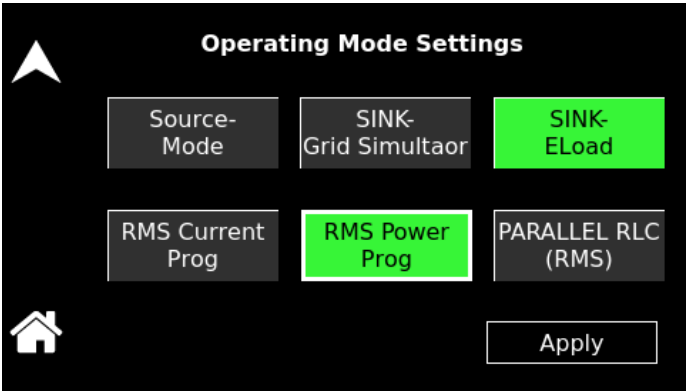 Operating Mode Settings
Source-
Mode
SINK-
Grid Simultaor
SINK-
ELoad
RMS Current
Prog
RMS Power
Prog
PARALLEL RLC
(RMS)
Apply